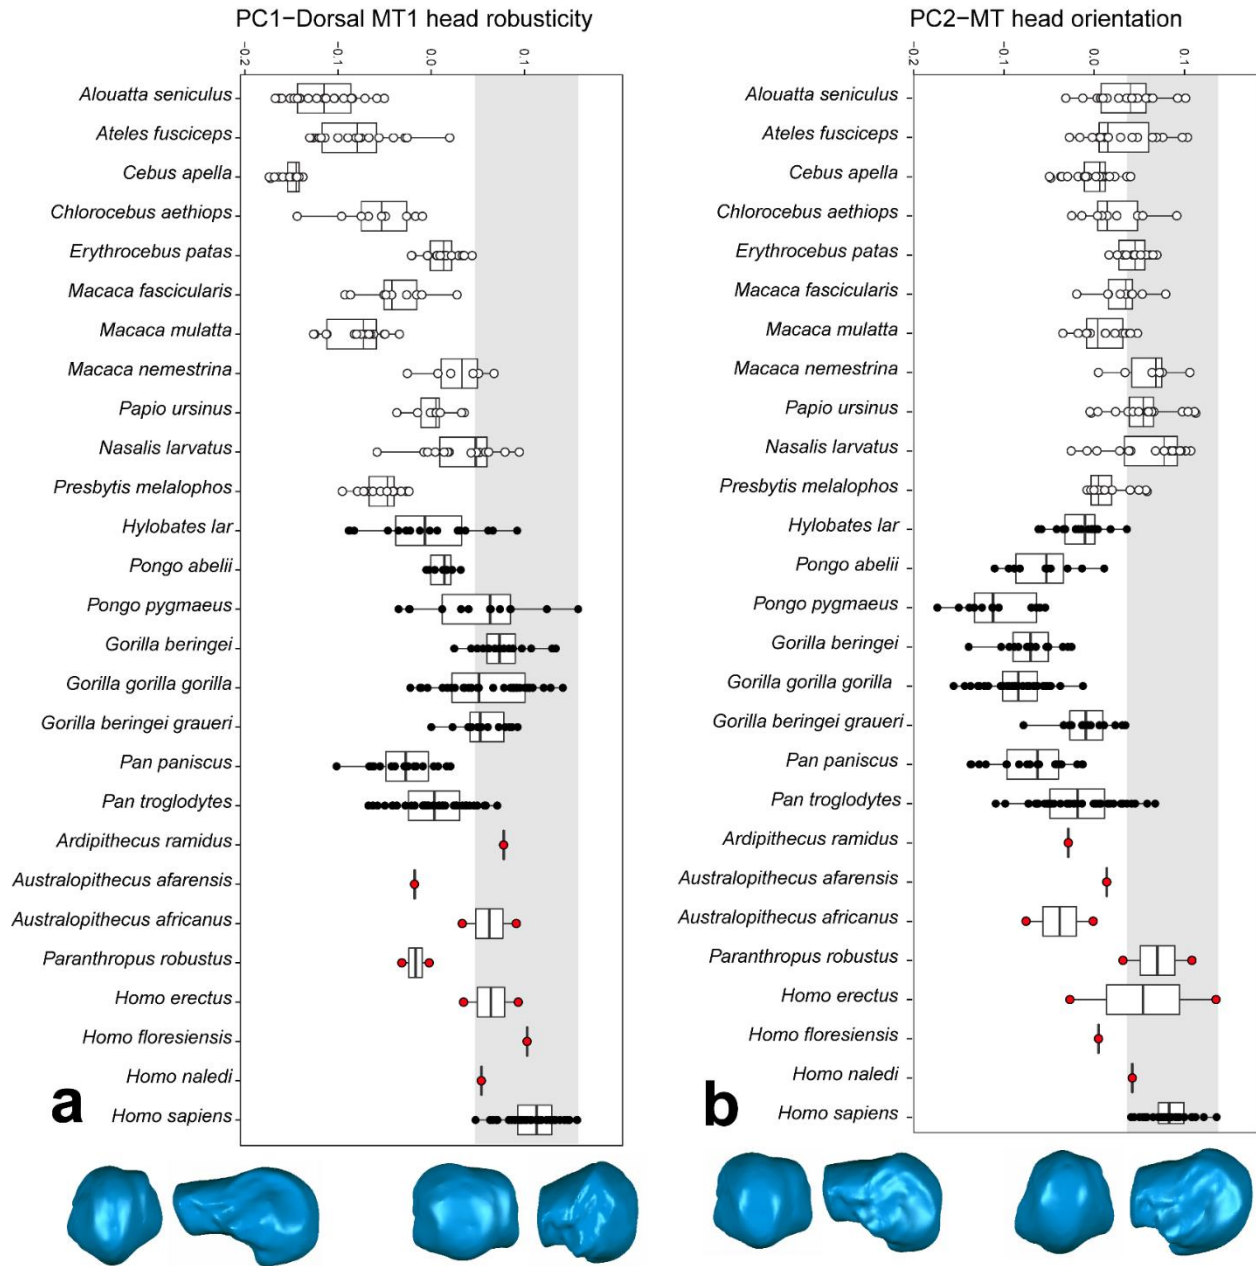 PC1−Dorsal MT1 head robusticity
-0.2
-0.1
0.0
0.1
Alouatta seniculus
Ateles fusciceps
Cebus apella
Chlorocebus aethiops
Erythrocebus patas
Macaca fascicularis
Macaca mulatta
Macaca nemestrina
Papio ursinus
Nasalis larvatus
Presbytis melalophos
Hylobates lar
Pongo abelii
Pongo pygmaeus
Gorilla beringei
Gorilla gorilla gorilla
Gorilla beringei graueri
Pan paniscus
Pan troglodytes
Ardipithecus ramidus
Australopithecus afarensis
Australopithecus africanus
Paranthropus robustus
Homo erectus
Homo floresiensis
Homo naledi
Homo sapiens
a
PC2−MT head orientation
-0.2
-0.1
0.0
0.1
Alouatta seniculus
Ateles fusciceps
Cebus apella
Chlorocebus aethiops
Erythrocebus patas
Macaca fascicularis
Macaca mulatta
Macaca nemestrina
Papio ursinus
Nasalis larvatus
Presbytis melalophos
Hylobates lar
Pongo abelii
Pongo pygmaeus
Gorilla beringei
Gorilla gorilla gorilla
Gorilla beringei graueri
Pan paniscus
Pan troglodytes
Ardipithecus ramidus
Australopithecus afarensis
Australopithecus africanus
Paranthropus robustus
Homo erectus
Homo floresiensis
Homo naledi
Homo sapiens
b